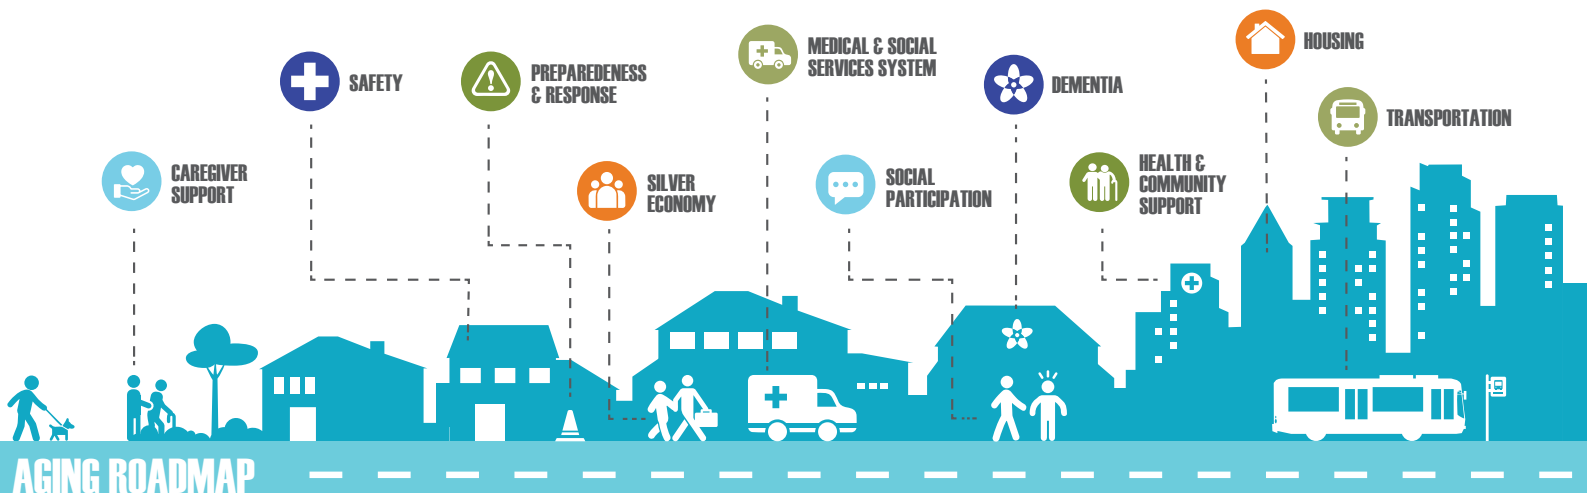 CAREGIVER
SUPPORT
SAFETY
PREPAREDENESS
& RESPONSE
SILVER
ECONOMY
MEDICAL & SOCIAL
SERVICES SYSTEM
SOCIAL
PARTICIPATION
DEMENTIA
HEALTH &
COMMUNITY
SUPPORT
HOUSING
TRANSPORTATION
AGING ROADMAP